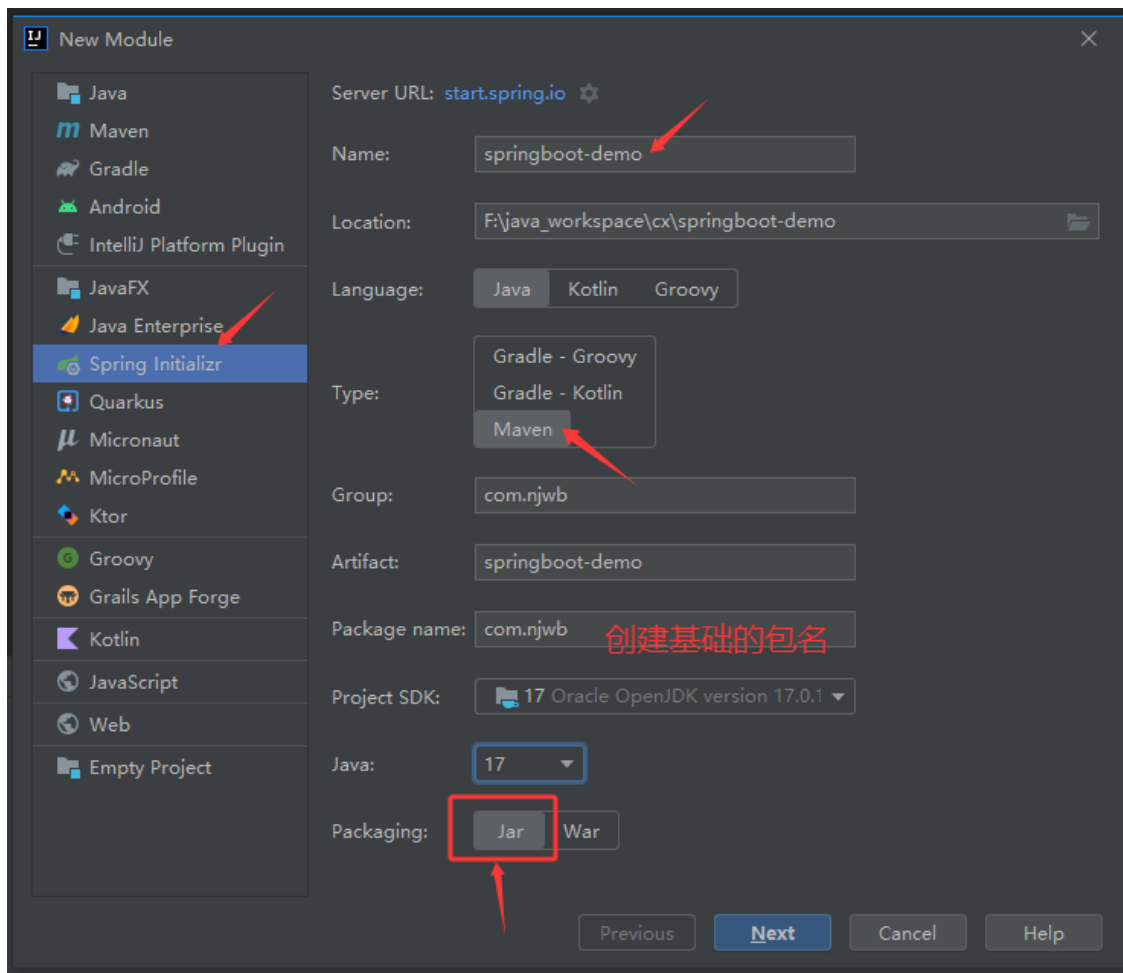 New Module
Java
Maven
Gradle
Android
IntelliJ Platform Plugin
JavaFX
Java Enterprise
Spring Initializr
Quarkus
Micronaut
MicroProfile
Ktor
Groovy
Grails App Forge
Kotlin
JavaScript
Web
Empty Project
Server URL: start.spring.io
Name: springboot-demo
Location: F:\java_workspace\cx\springboot-demo
Language: Java Kotlin Groovy
Type:
Gradle - Groovy
Gradle - Kotlin
Maven
Group: com.njwb
Artifact: springboot-demo
Package name: com.njwb 创建基础的包名
Project SDK: 17 Oracle OpenJDK version 17.0.1
Java: 17
Packaging: Jar War
Previous Next Cancel Help